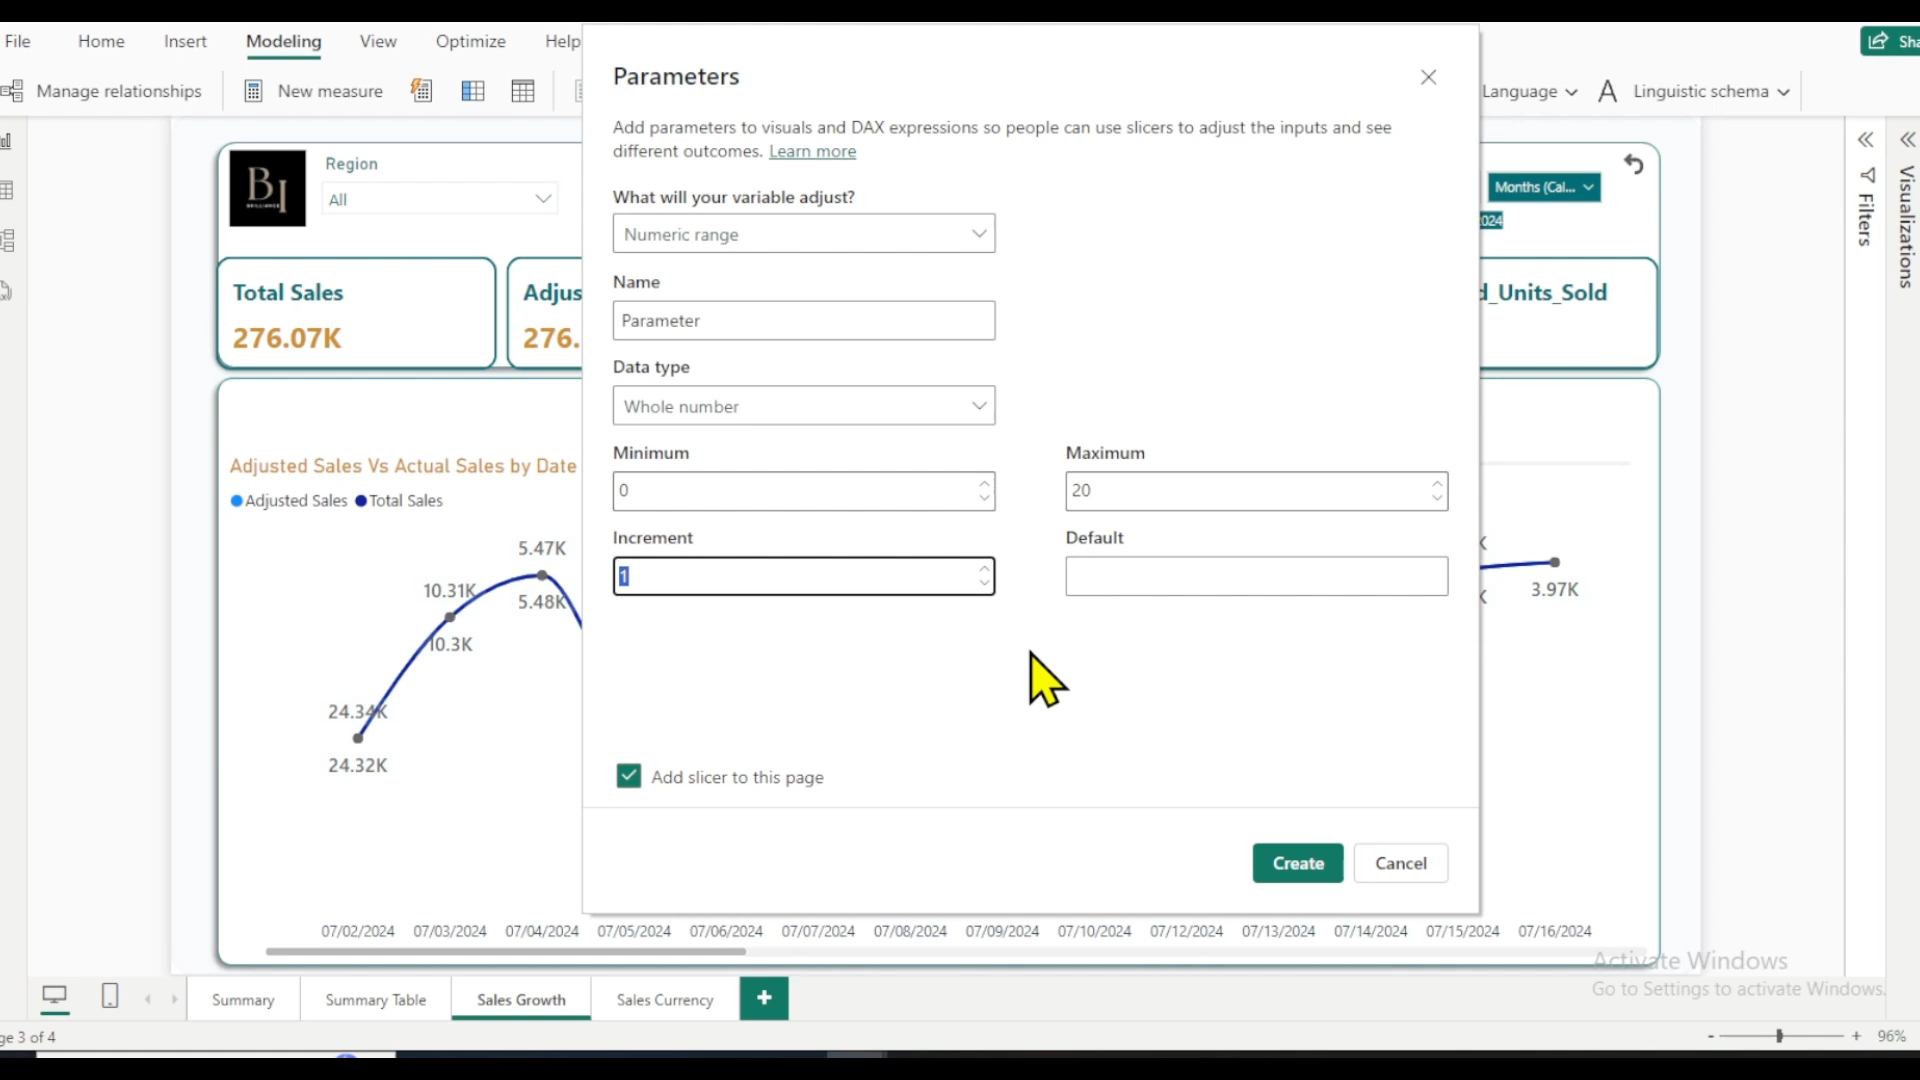 File
Home
Insert
Modeling
View
Optimize
Help
Manage relationships
New measure
Language
Linguistic schema
Parameters
Add parameters to visuals and DAX expressions so people can use slicers to adjust the inputs and see
different outcomes. Learn more
What will your variable adjust?
Numeric range
Name
Parameter
Data type
Whole number
Minimum
Maximum
0
20
Increment
Default
1
Add slicer to this page
Create
Cancel
BI
BRILLIANCE
Region
All
Months (Cal...
Filters
Visualizations
Total Sales
276.07K
Adjus
276.
_Units_Sold
Adjusted Sales Vs Actual Sales by Date
Adjusted Sales
Total Sales
5.47K
10.31K
5.48K
10.3K
24.34K
24.32K
3.97K
07/02/2024 07/03/2024 07/04/2024 07/05/2024 07/06/2024 07/07/2024 07/08/2024 07/09/2024 07/10/2024 07/12/2024 07/13/2024 07/14/2024 07/15/2024 07/16/2024
Activate Windows
Go to Settings to activate Windows.
Summary
Summary Table
Sales Growth
Sales Currency
+
ge 3 of 4
- + 96%